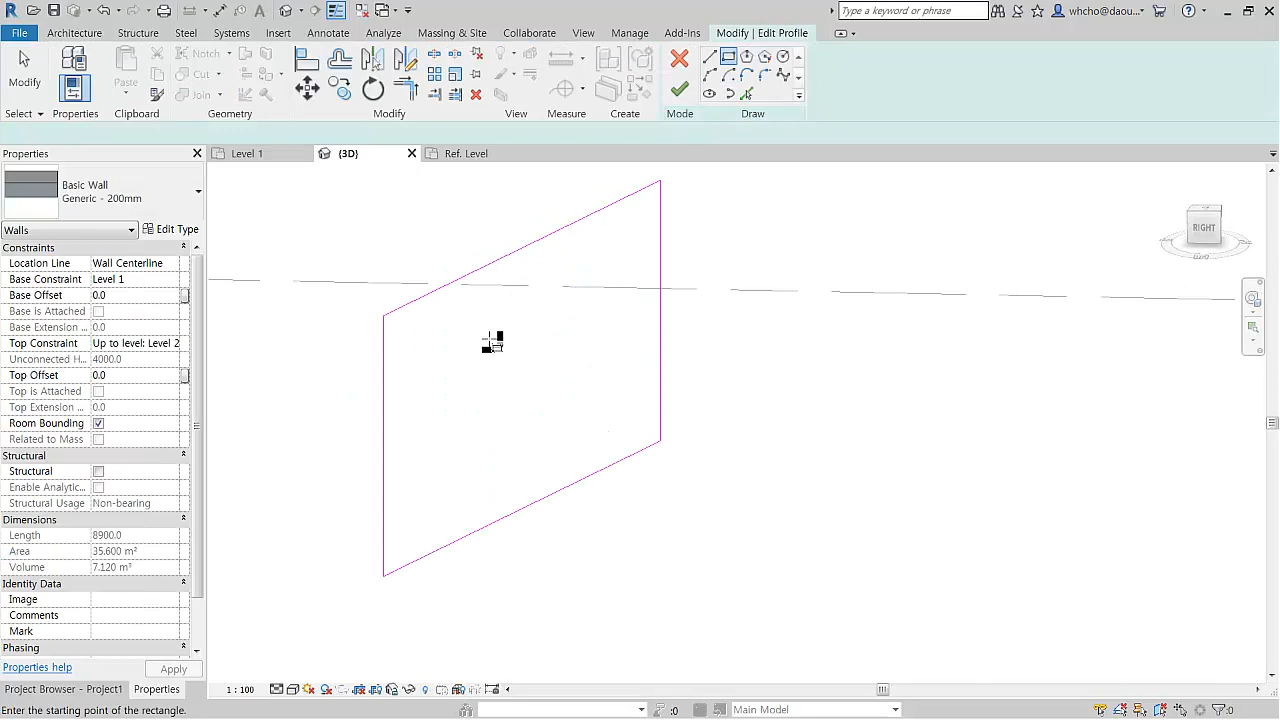 Type a keyword or phrase
whcho@daou...
File Architecture Structure Steel Systems Insert Annotate Analyze Massing & Site Collaborate View Manage Add-Ins Modify | Edit Profile
Modify
Paste
Notch
Cut
Join
Select Properties Clipboard Geometry Modify View Measure Create Mode Draw
Properties
Level 1
{3D}
Ref. Level
Basic Wall
Generic - 200mm
Walls
Edit Type
Constraints
Location Line Wall Centerline
Base Constraint Level 1
Base Offset 0.0
Base is Attached
Base Extension ... 0.0
Top Constraint Up to level: Level 2
Unconnected H... 4000.0
Top Offset 0.0
Top is Attached
Top Extension ... 0.0
Room Bounding
Related to Mass
Structural
Structural
Enable Analytic...
Structural Usage Non-bearing
Dimensions
Length 8900.0
Area 35.600 m²
Volume 7.120 m³
Identity Data
Image
Comments
Mark
Phasing
Properties help
Apply
Project Browser - Project1
Properties
RIGHT
1 : 100
Enter the starting point of the rectangle.
:0
Main Model
:0